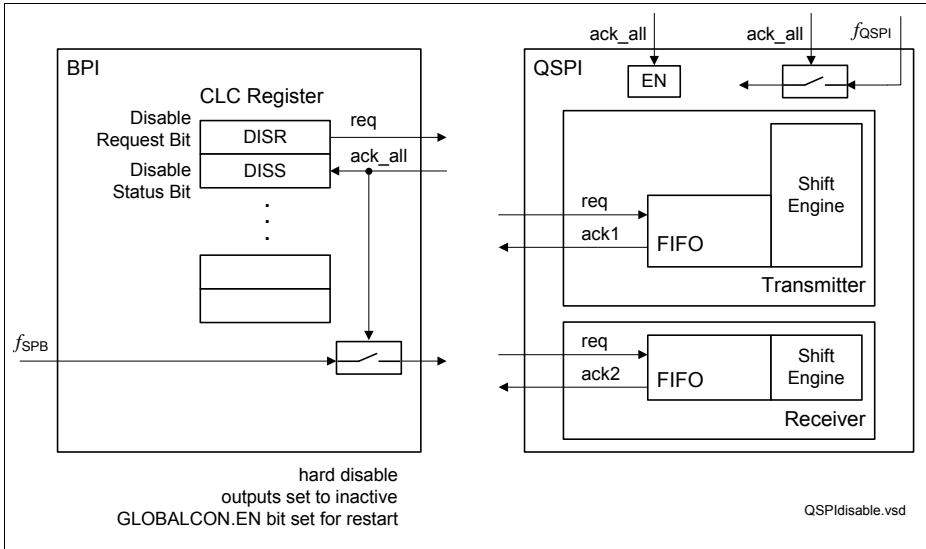 BPI
CLC Register
Disable
Request Bit
DISR
req
Disable
Status Bit
DISS
ack_all
fSPB
hard disable
outputs set to inactive
GLOBALCON.EN bit set for restart
ack_all
ack_all
fQSPI
QSPI
EN
req
ack1
FIFO
Shift
Engine
Transmitter
req
ack2
FIFO
Shift
Engine
Receiver
QSPIdisable.vsd